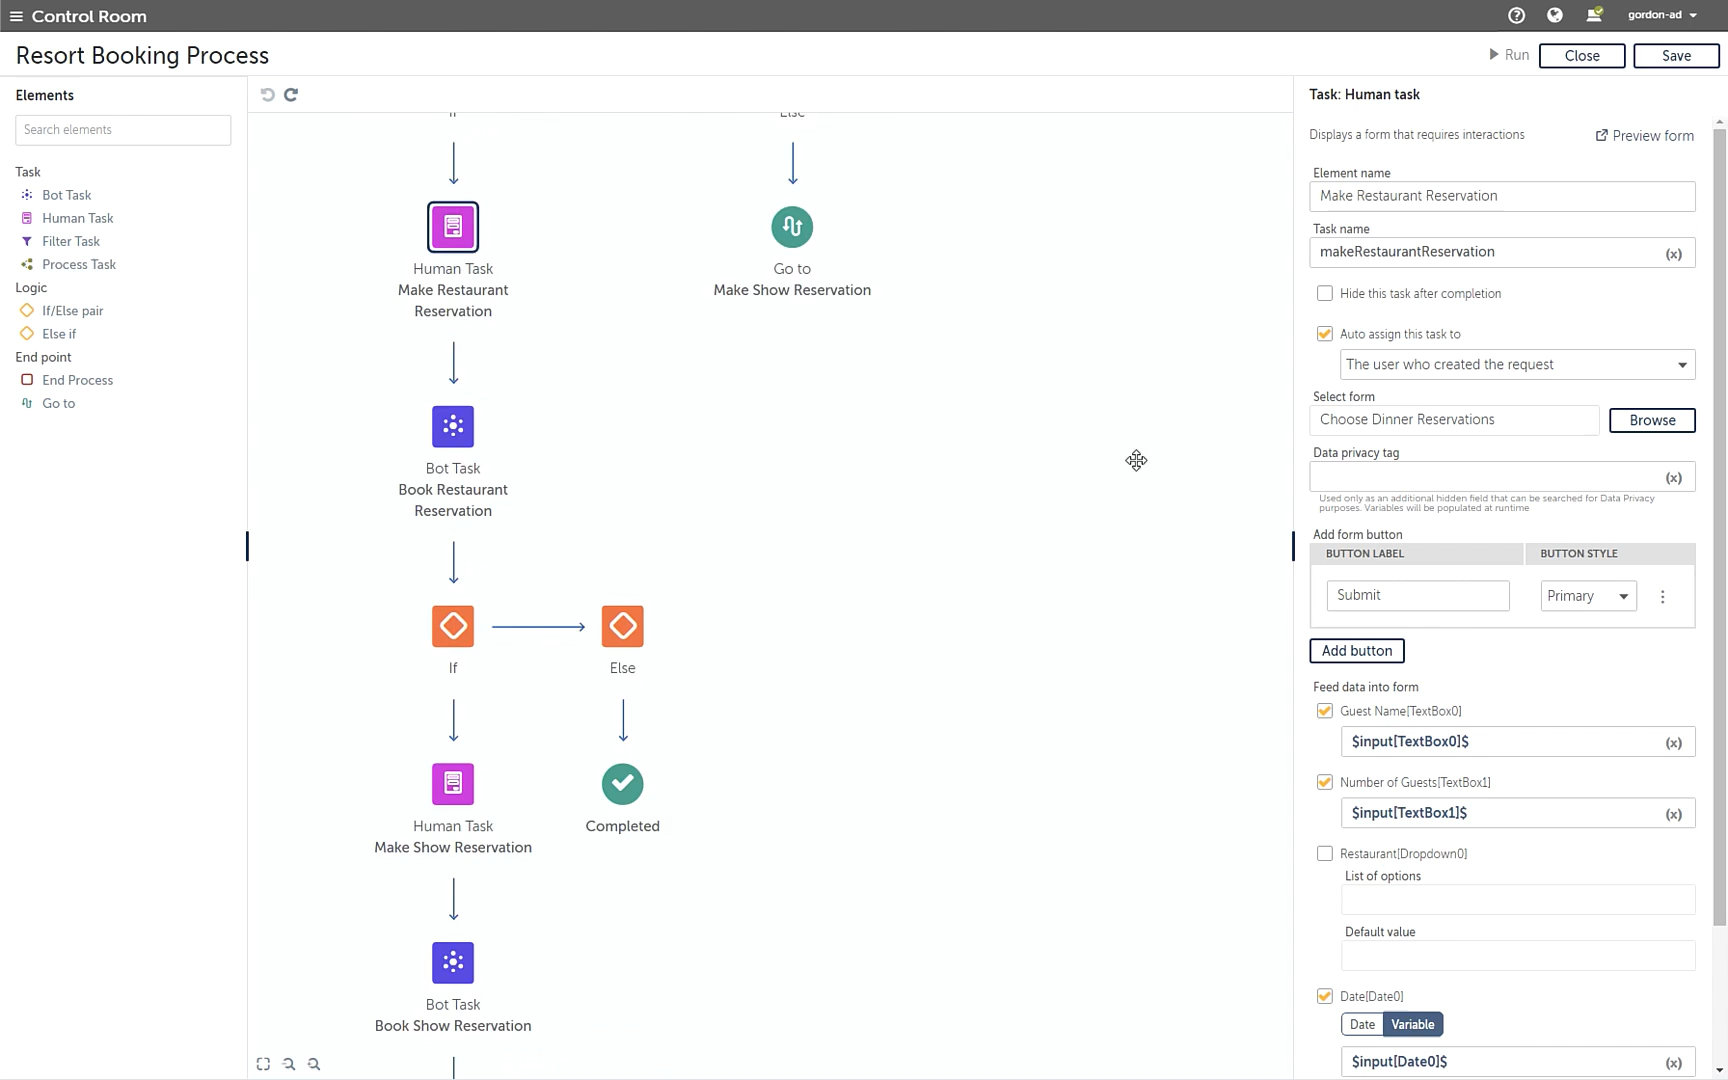 Control Room
gordon-ad
Resort Booking Process
Run
Close
Save
Elements
Search elements
Task
Bot Task
Human Task
Filter Task
Process Task
Logic
If/Else pair
Else if
End point
End Process
Go to
If
Else
Human Task
Make Restaurant
Reservation
Go to
Make Show Reservation
Bot Task
Book Restaurant
Reservation
If
Else
Human Task
Make Show Reservation
Completed
Bot Task
Book Show Reservation
Task: Human task
Displays a form that requires interactions
Preview form
Element name
Make Restaurant Reservation
Task name
makeRestaurantReservation
(x)
Hide this task after completion
Auto assign this task to
The user who created the request
Select form
Choose Dinner Reservations
Browse
Data privacy tag
(x)
Used only as an additional hidden field that can be searched for Data Privacy
purposes. Variables will be populated at runtime
Add form button
BUTTON LABEL
BUTTON STYLE
Submit
Primary
Add button
Feed data into form
Guest Name[TextBox0]
$input[TextBox0]$
(x)
Number of Guests[TextBox1]
$input[TextBox1]$
(x)
Restaurant[Dropdown0]
List of options
Default value
Date[Date0]
Date
Variable
$input[Date0]$
(x)